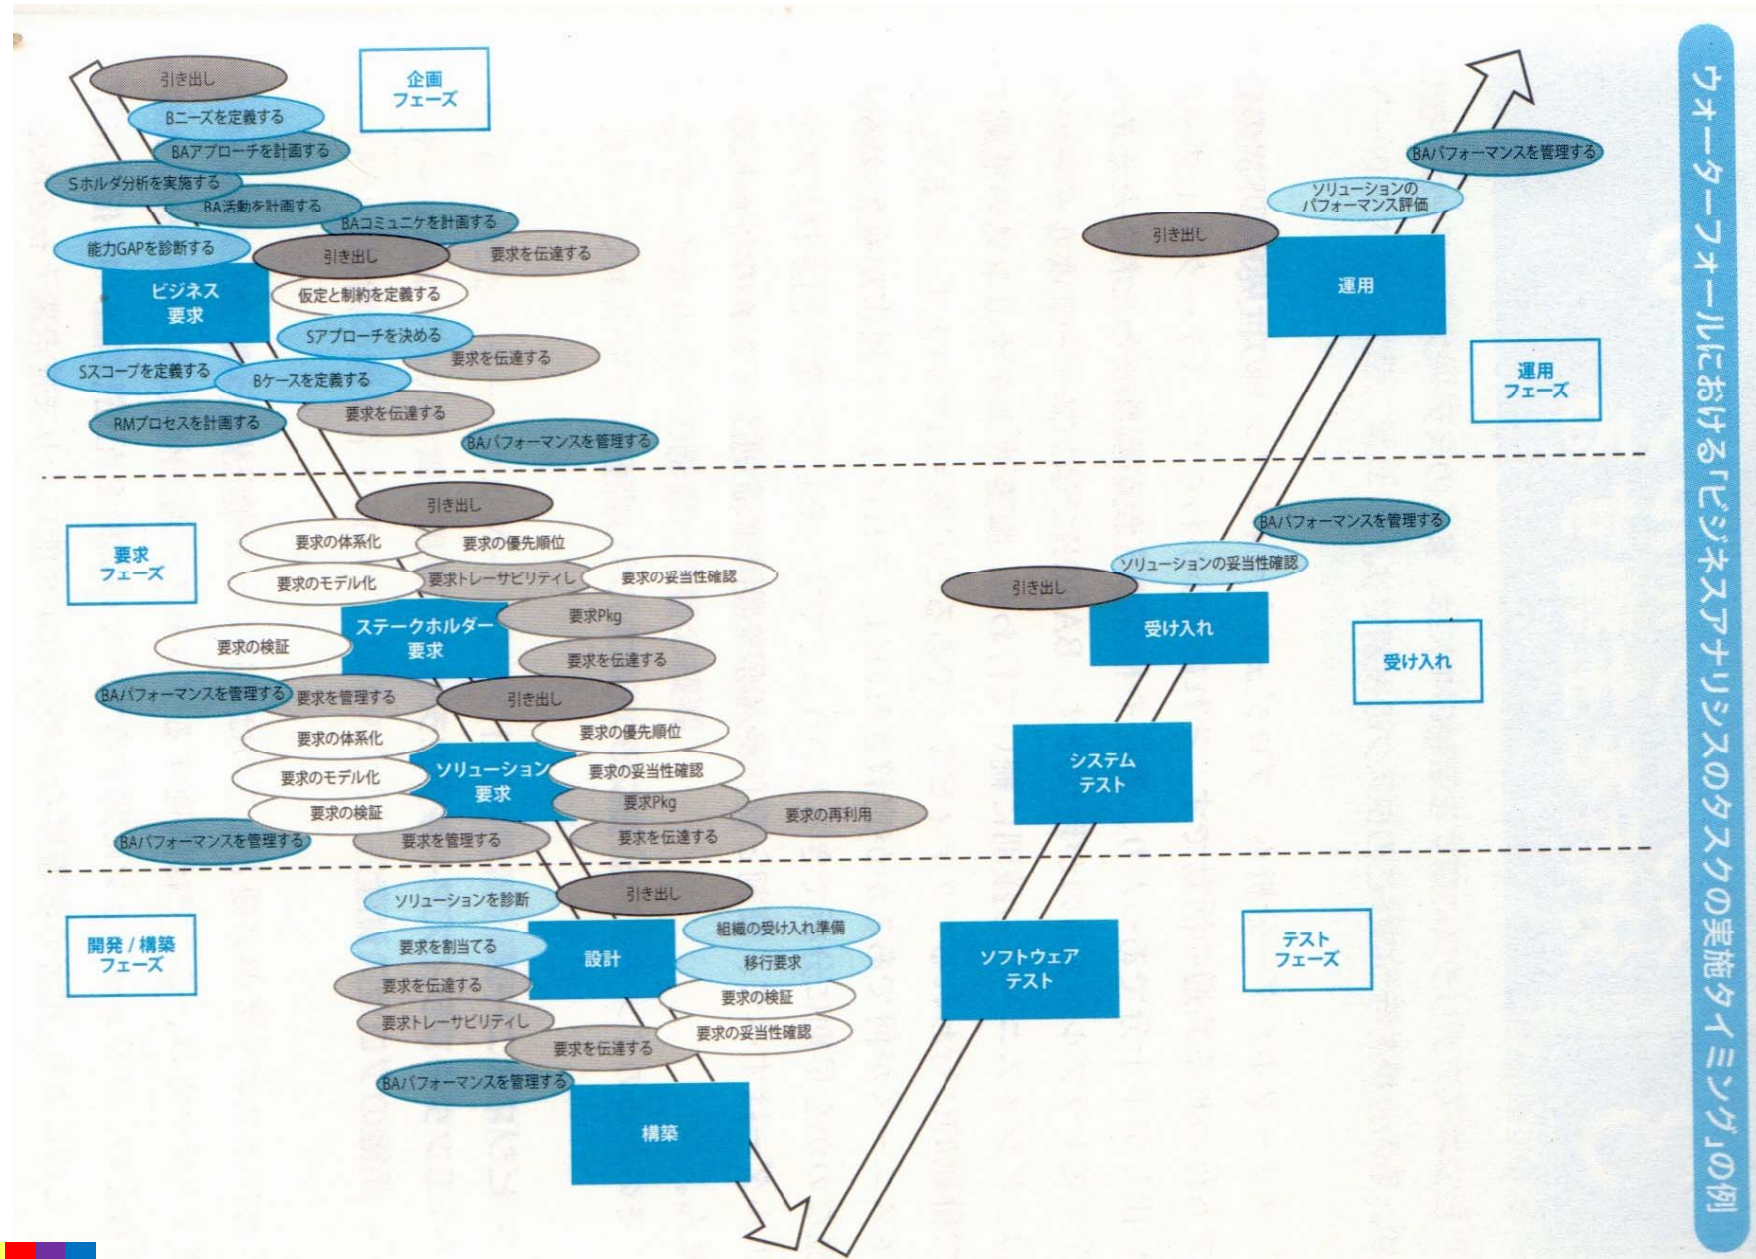 ウォーターフォールにおける「ビジネスアナリシスのタスクの実施タイミング」の例
企画
フェーズ
引き出し
Bニーズを定義する
BAアプローチを計画する
Sホルダ分析を実施する
BA活動を計画する
BAコミュニケを計画する
能力GAPを診断する
引き出し
要求を伝達する
ビジネス
要求
仮定と制約を定義する
Sアプローチを決める
要求を伝達する
Sスコープを定義する
Bケースを定義する
要求を伝達する
RMプロセスを計画する
BAパフォーマンスを管理する
要求
フェーズ
引き出し
要求の体系化
要求の優先順位
要求のモデル化
要求トレーサビリティし
要求の妥当性確認
ステークホルダー
要求
要求Pkg
要求の検証
要求を伝達する
BAパフォーマンスを管理する
要求を管理する
引き出し
要求の体系化
要求の優先順位
要求のモデル化
ソリューション
要求
要求の妥当性確認
要求の検証
要求Pkg
要求の再利用
BAパフォーマンスを管理する
要求を管理する
要求を伝達する
開発 / 構築
フェーズ
ソリューションを診断
引き出し
要求を割当てる
設計
組織の受け入れ準備
移行要求
要求を伝達する
要求の検証
要求トレーサビリティし
要求の妥当性確認
要求を伝達する
BAパフォーマンスを管理する
構築
ソフトウェア
テスト
テスト
フェーズ
システム
テスト
受け入れ
受け入れ
引き出し
ソリューションの妥当性確認
BAパフォーマンスを管理する
運用
フェーズ
運用
引き出し
ソリューションの
パフォーマンス評価
BAパフォーマンスを管理する